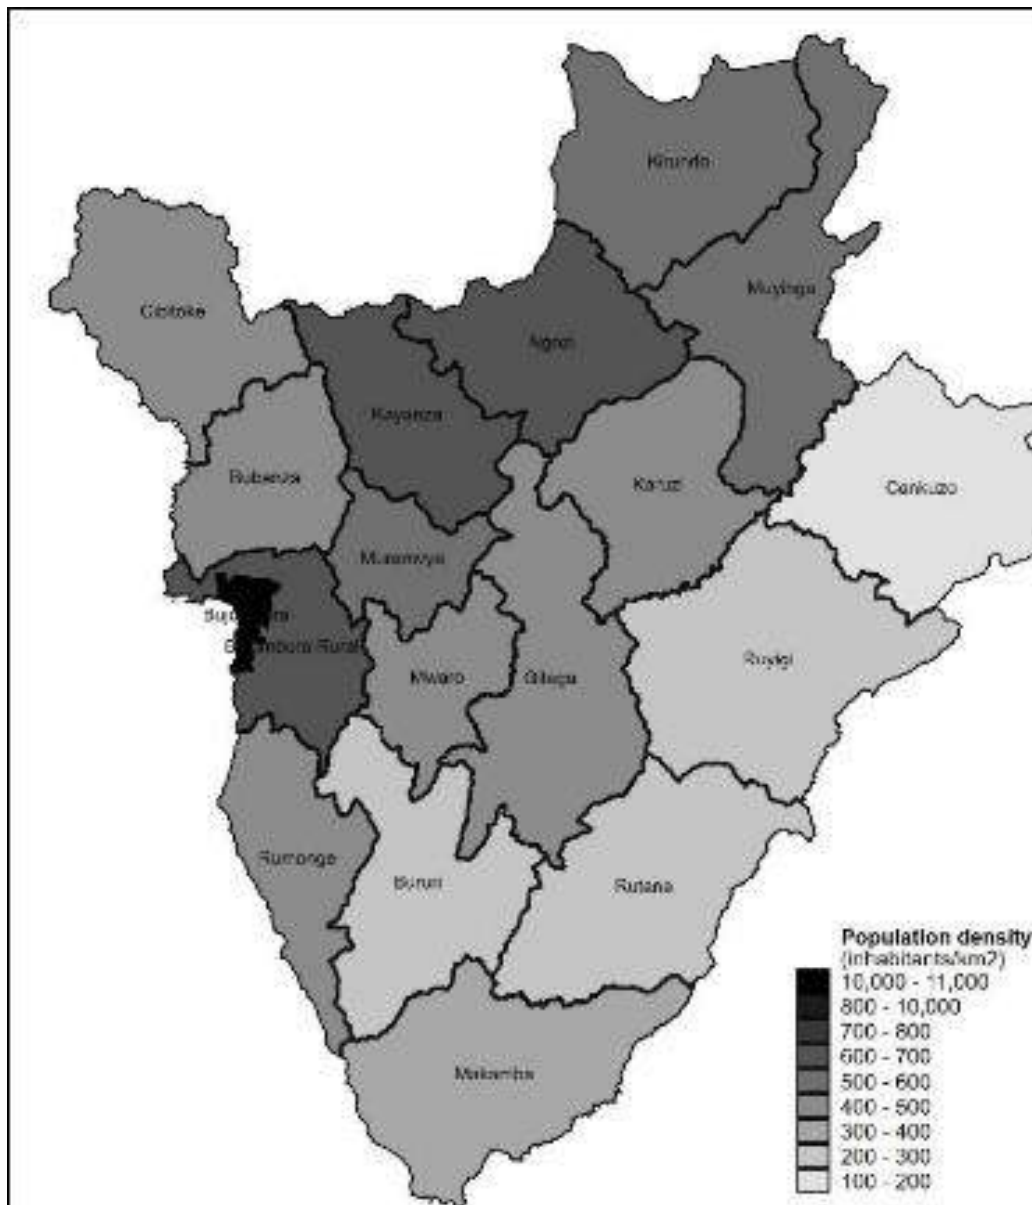 Kirundo
Muyinga
Cibitoke
Ngozi
Kayanza
Bubanza
Karuzi
Cankuzo
Muramvya
Bujumbura
Bujumbura Rural
Mwaro
Gitega
Ruyigi
Rumonge
Bururi
Rutana
Makamba
Population density
(inhabitants/km2)
10,000 - 11,000
800 - 10,000
700 - 800
600 - 700
500 - 600
400 - 500
300 - 400
200 - 300
100 - 200